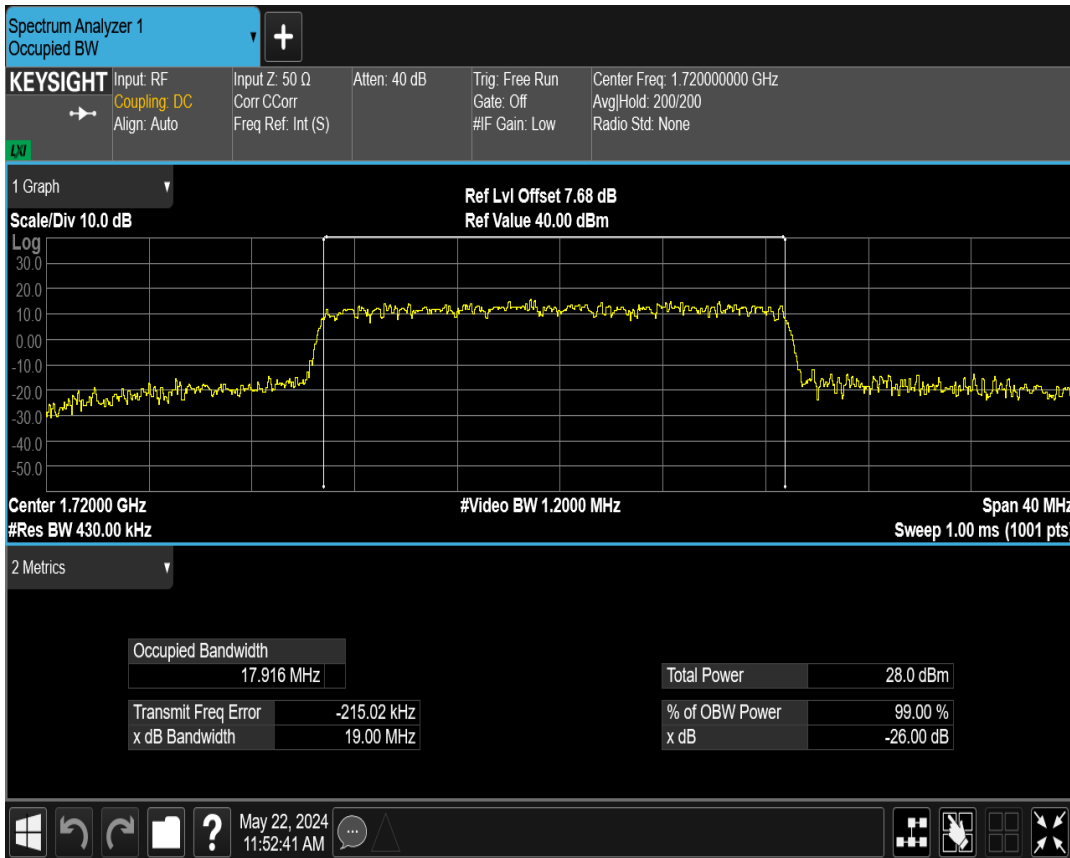 Spectrum Analyzer 1
Occupied BW
+
KEYSIGHT
LXI
Input: RF
Coupling: DC
Align: Auto
Input Z: 50 Ω
Corr CCorr
Freq Ref: Int (S)
Atten: 40 dB
Trig: Free Run
Gate: Off
#IF Gain: Low
Center Freq: 1.720000000 GHz
Avg|Hold: 200/200
Radio Std: None
1 Graph
Scale/Div 10.0 dB
Ref Lvl Offset 7.68 dB
Ref Value 40.00 dBm
Log
30.0
20.0
10.0
0.00
-10.0
-20.0
-30.0
-40.0
-50.0
Center 1.72000 GHz
#Video BW 1.2000 MHz
Span 40 MHz
#Res BW 430.00 kHz
Sweep 1.00 ms (1001 pts)
2 Metrics
Occupied Bandwidth
17.916 MHz
Transmit Freq Error -215.02 kHz
x dB Bandwidth 19.00 MHz
Total Power 28.0 dBm
% of OBW Power 99.00 %
x dB -26.00 dB
?
May 22, 2024
11:52:41 AM